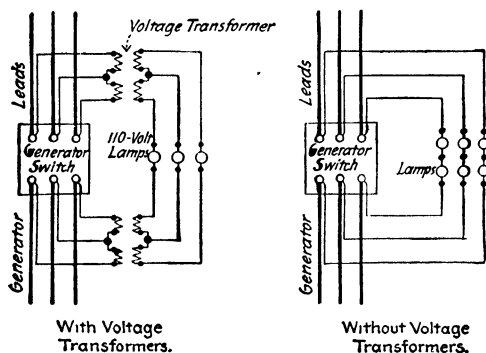 Voltage Transformer
Leads
Generator
Switch
110-Volt
Lamps
Generator
With Voltage
Transformers.
Leads
Generator
Switch
Lamps
Generator
Without Voltage
Transformers.